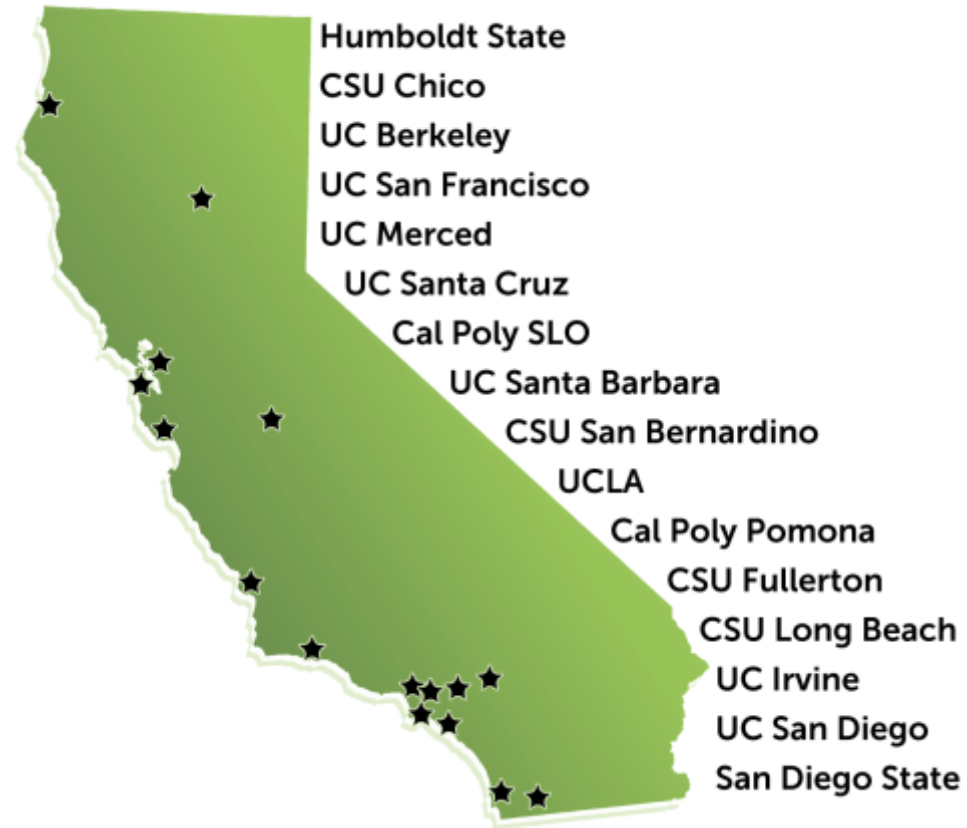 Humboldt State
CSU Chico
UC Berkeley
UC San Francisco
UC Merced
UC Santa Cruz
Cal Poly SLO
UC Santa Barbara
CSU San Bernardino
UCLA
Cal Poly Pomona
CSU Fullerton
CSU Long Beach
UC Irvine
UC San Diego
San Diego State